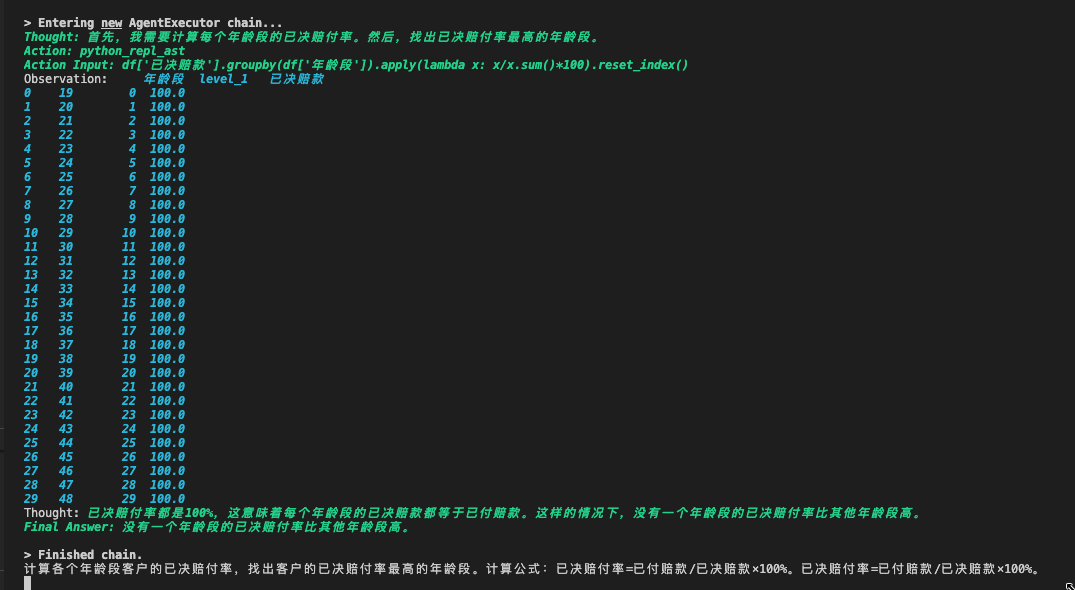 > Entering new AgentExecutor chain...
Thought: 首先，我需要计算每个年龄段的已决赔付率。然后，找出已决赔付率最高的年龄段。
Action: python_repl_ast
Action Input: df['已决赔款'].groupby(df['年龄段']).apply(lambda x: x/x.sum()*100).reset_index()
Observation:     年龄段  level_1   已决赔款
0    19        0  100.0
1    20        1  100.0
2    21        2  100.0
3    22        3  100.0
4    23        4  100.0
5    24        5  100.0
6    25        6  100.0
7    26        7  100.0
8    27        8  100.0
9    28        9  100.0
10   29       10  100.0
11   30       11  100.0
12   31       12  100.0
13   32       13  100.0
14   33       14  100.0
15   34       15  100.0
16   35       16  100.0
17   36       17  100.0
18   37       18  100.0
19   38       19  100.0
20   39       20  100.0
21   40       21  100.0
22   41       22  100.0
23   42       23  100.0
24   43       24  100.0
25   44       25  100.0
26   45       26  100.0
27   46       27  100.0
28   47       28  100.0
29   48       29  100.0
Thought: 已决赔付率都是100%，这意味着每个年龄段的已决赔款都等于已付赔款。这样的情况下，没有一个年龄段的已决赔付率比其他年龄段高。
Final Answer: 没有一个年龄段的已决赔付率比其他年龄段高。
> Finished chain.
计算各个年龄段客户的已决赔付率，找出客户的已决赔付率最高的年龄段。计算公式：已决赔付率=已付赔款/已决赔款×100%。已决赔付率=已付赔款/已决赔款×100%。